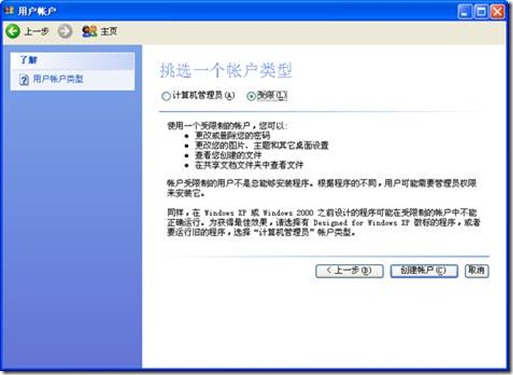 用户帐户
上一步
主页
了解
用户帐户类型
挑选一个帐户类型
计算机管理员(A)
受限(L)
使用一个受限制的帐户，您可以:
• 更改或删除您的密码
• 更改您的图片、主题和其它桌面设置
• 查看您创建的文件
• 在共享文档文件夹中查看文件
帐户受限制的用户不是总能够安装程序。根据程序的不同，用户可能需要管理员权限
来安装它。
同样，在 Windows XP 或 Windows 2000 之前设计的程序可能在受限制的帐户中不能
正确运行。为获得最佳效果，请选择有 Designed for Windows XP 徽标的程序，或者
要运行旧的程序，选择“计算机管理员”帐户类型。
< 上一步(B)
创建帐户(C)
取消